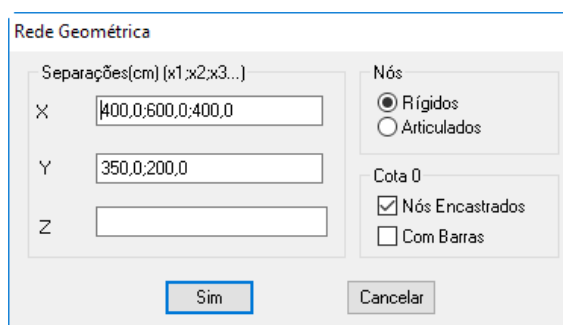 Rede Geométrica
Separações(cm) (x1;x2;x3...)
X 400,0;600,0;400,0
Y 350,0;200,0
Z
Nós
Rígidos
Articulados
Cota 0
Nós Encastrados
Com Barras
Sim
Cancelar